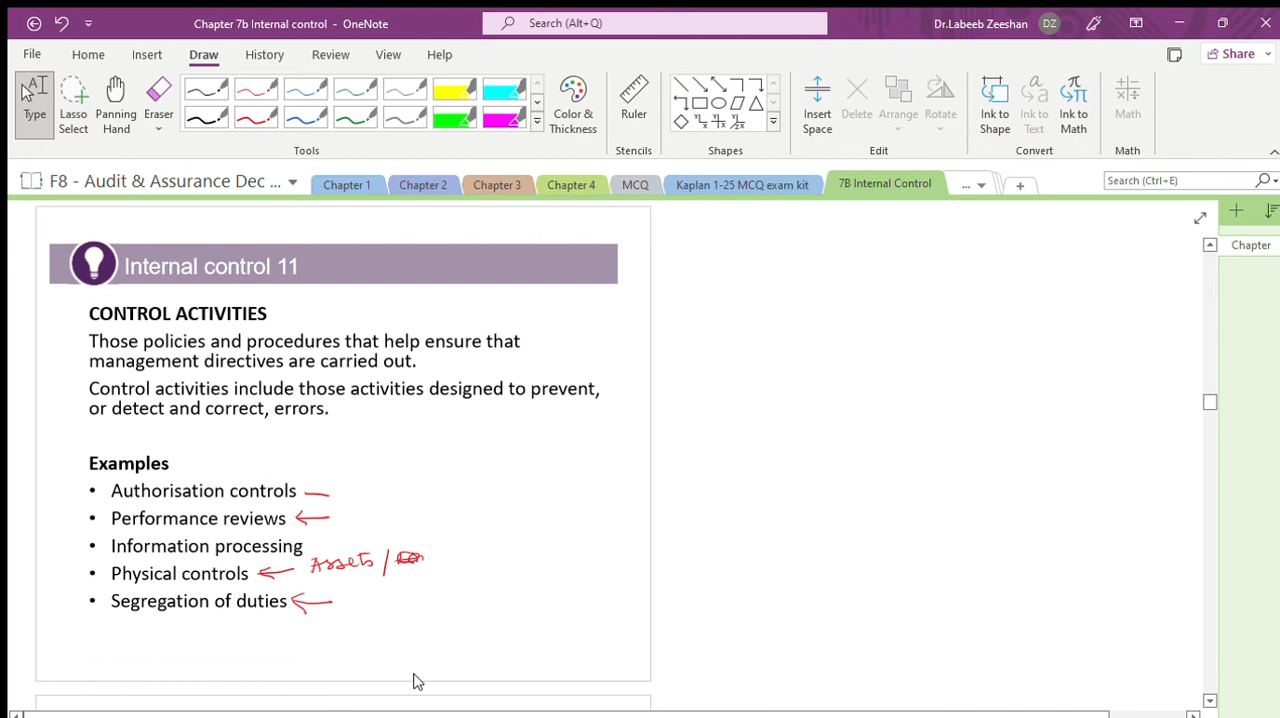 Chapter 7b Internal control - OneNote
Search (Alt+Q)
Dr.Labeeb Zeeshan DZ
File Home Insert Draw History Review View Help
Share
Type
Lasso Select
Panning Hand
Eraser
Color & Thickness
Ruler
Insert Space
Delete
Arrange
Rotate
Ink to Shape
Ink to Text
Ink to Math
Math
Tools Stencils Shapes Edit Convert Math
F8 - Audit & Assurance Dec ...
Chapter 1 Chapter 2 Chapter 3 Chapter 4 MCQ Kaplan 1-25 MCQ exam kit 7B Internal Control ...
Search (Ctrl+E)
Chapter
Internal control 11
CONTROL ACTIVITIES
Those policies and procedures that help ensure that
management directives are carried out.
Control activities include those activities designed to prevent,
or detect and correct, errors.
Examples
• Authorisation controls
• Performance reviews
• Information processing
• Physical controls Assets /
• Segregation of duties